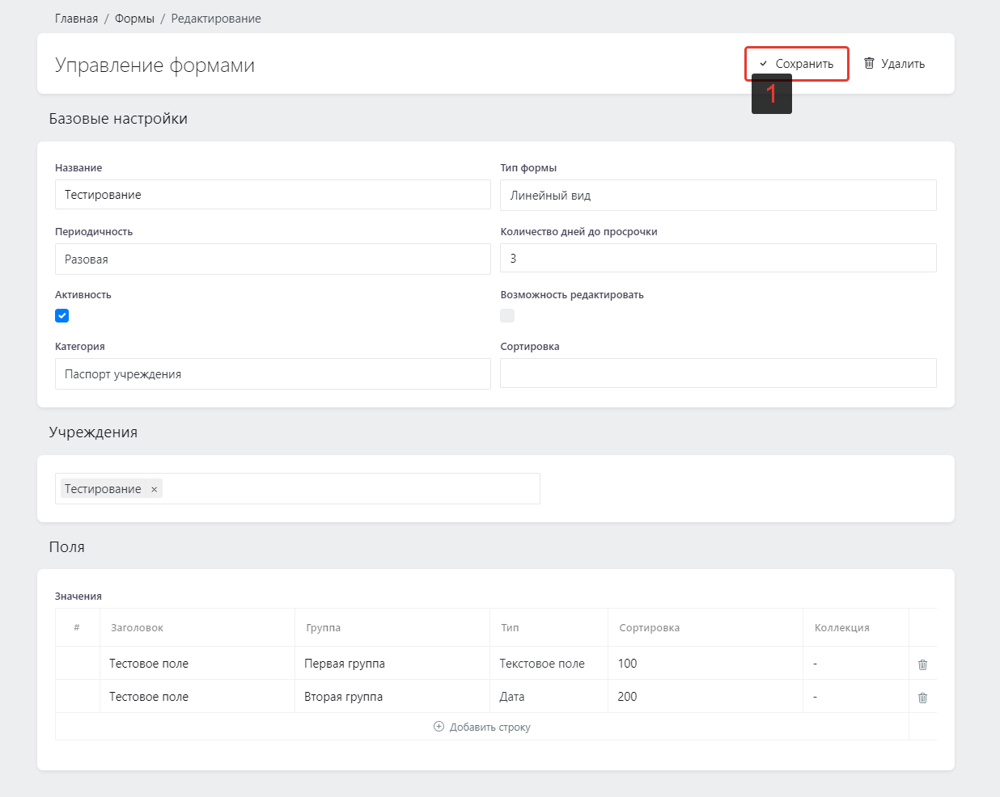 Главная / Формы / Редактирование
Управление формами
Сохранить
Удалить
1
Базовые настройки
Название
Тип формы
Тестирование
Линейный вид
Периодичность
Количество дней до просрочки
Разовая
3
Активность
Возможность редактировать
Категория
Сортировка
Паспорт учреждения
Учреждения
Тестирование ×
Поля
Значения
# Заголовок Группа Тип Сортировка Коллекция
Тестовое поле Первая группа Текстовое поле 100 -
Тестовое поле Вторая группа Дата 200 -
Добавить строку